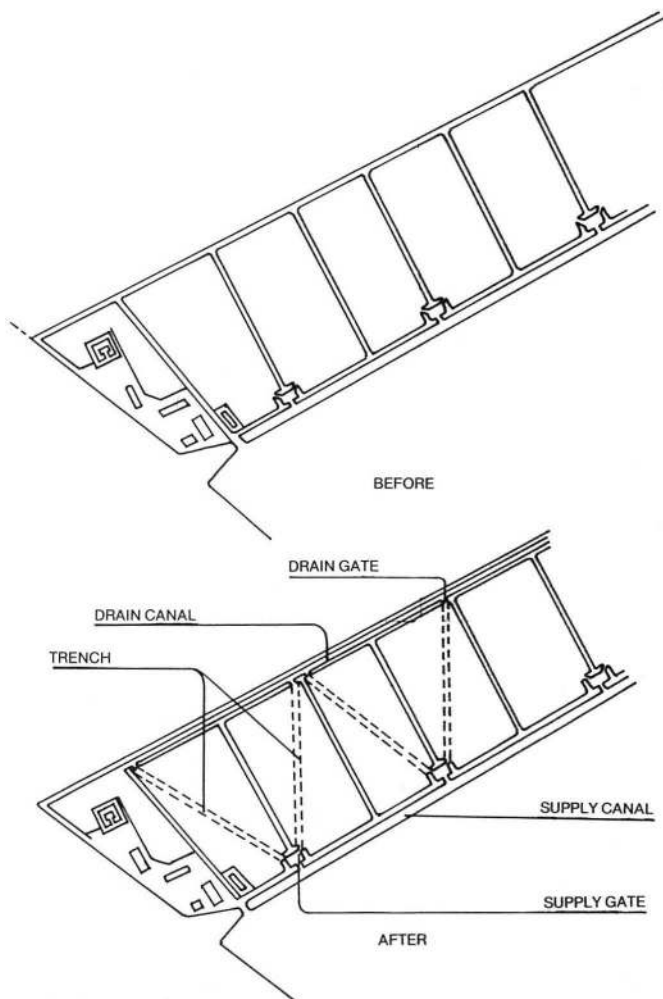 BEFORE
DRAIN GATE
DRAIN CANAL
TRENCH
SUPPLY CANAL
SUPPLY GATE
AFTER